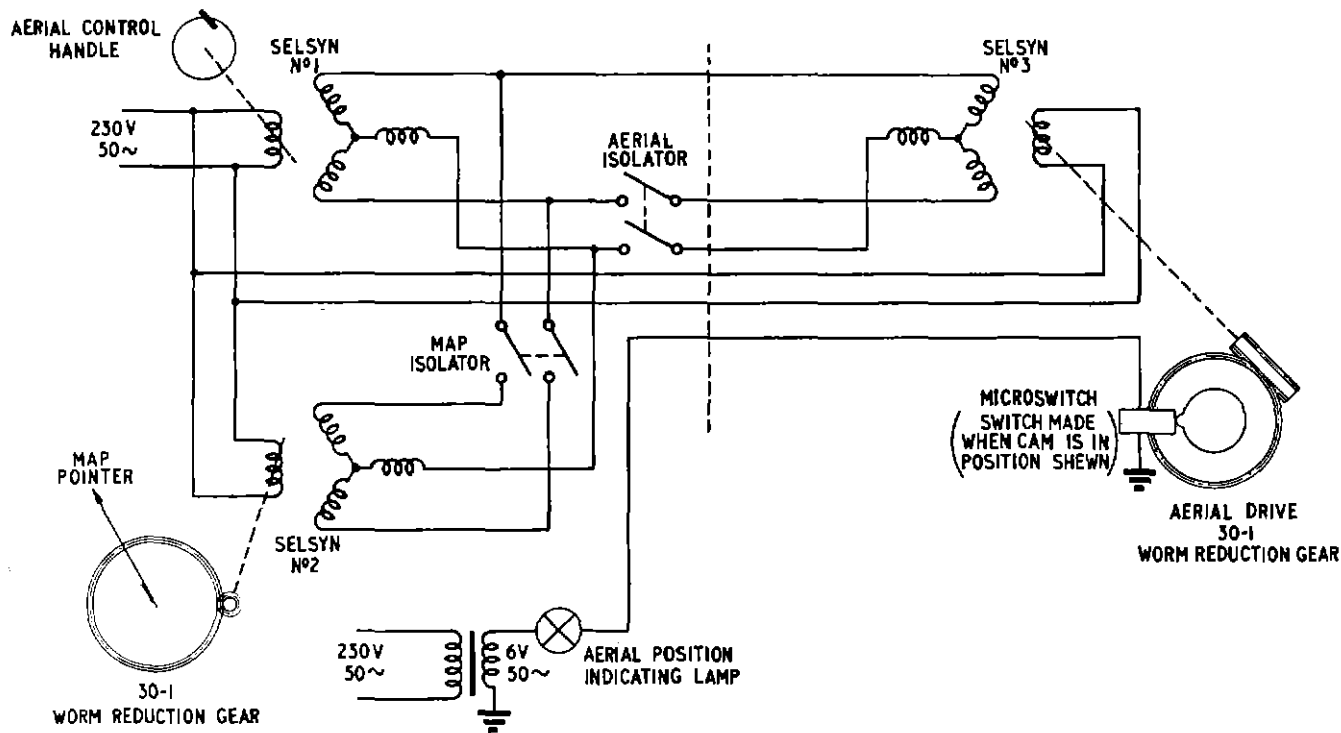 AERIAL CONTROL
HANDLE
SELSYN
Nº1
SELSYN
Nº3
230V
50~
AERIAL
ISOLATOR
MAP
ISOLATOR
MICROSWITCH
(SWITCH MADE
WHEN CAM IS IN
POSITION SHEWN)
MAP
POINTER
SELSYN
Nº2
AERIAL DRIVE
30-1
WORM REDUCTION GEAR
230V
50~
6V
50~
AERIAL POSITION
INDICATING LAMP
30-1
WORM REDUCTION GEAR